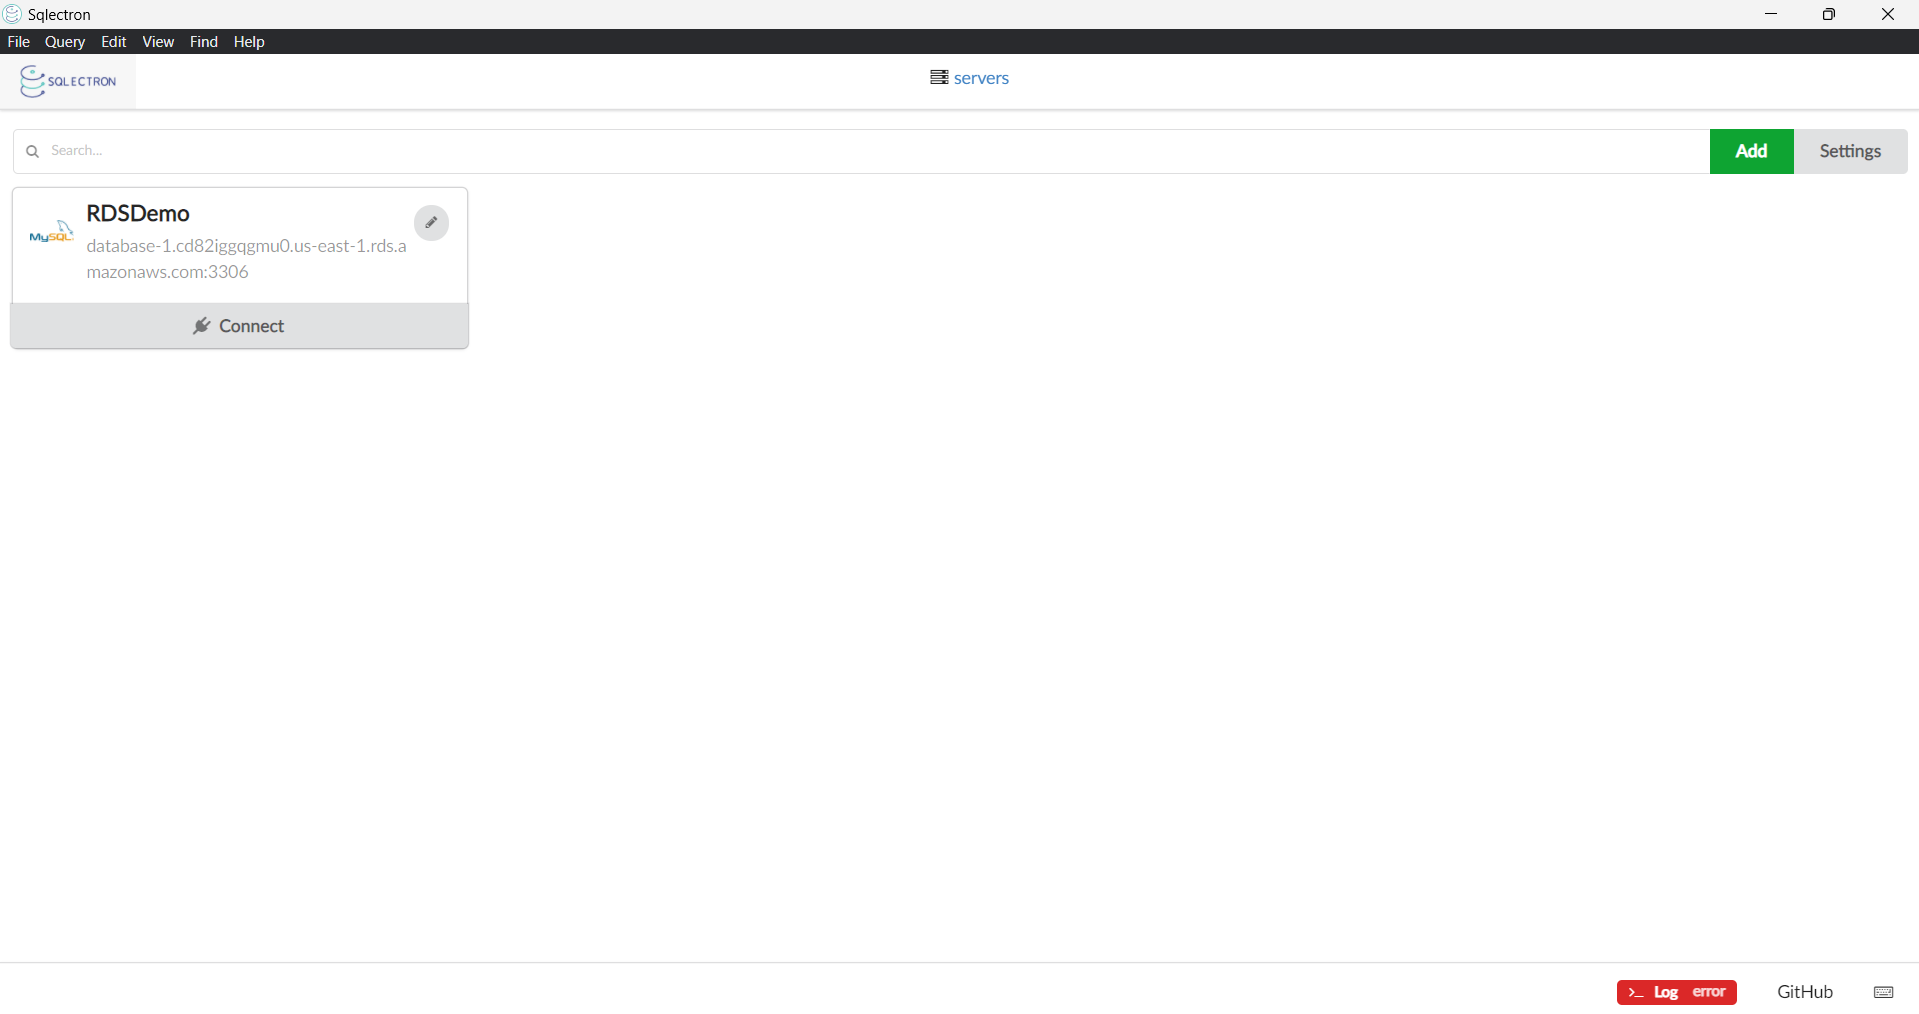 Sqlectron
File Query Edit View Find Help
SQLECTRON
servers
Search...
Add
Settings
RDSDemo
MySQL
database-1.cd82iggqgmu0.us-east-1.rds.a
mazonaws.com:3306
Connect
>_ Log error
GitHub